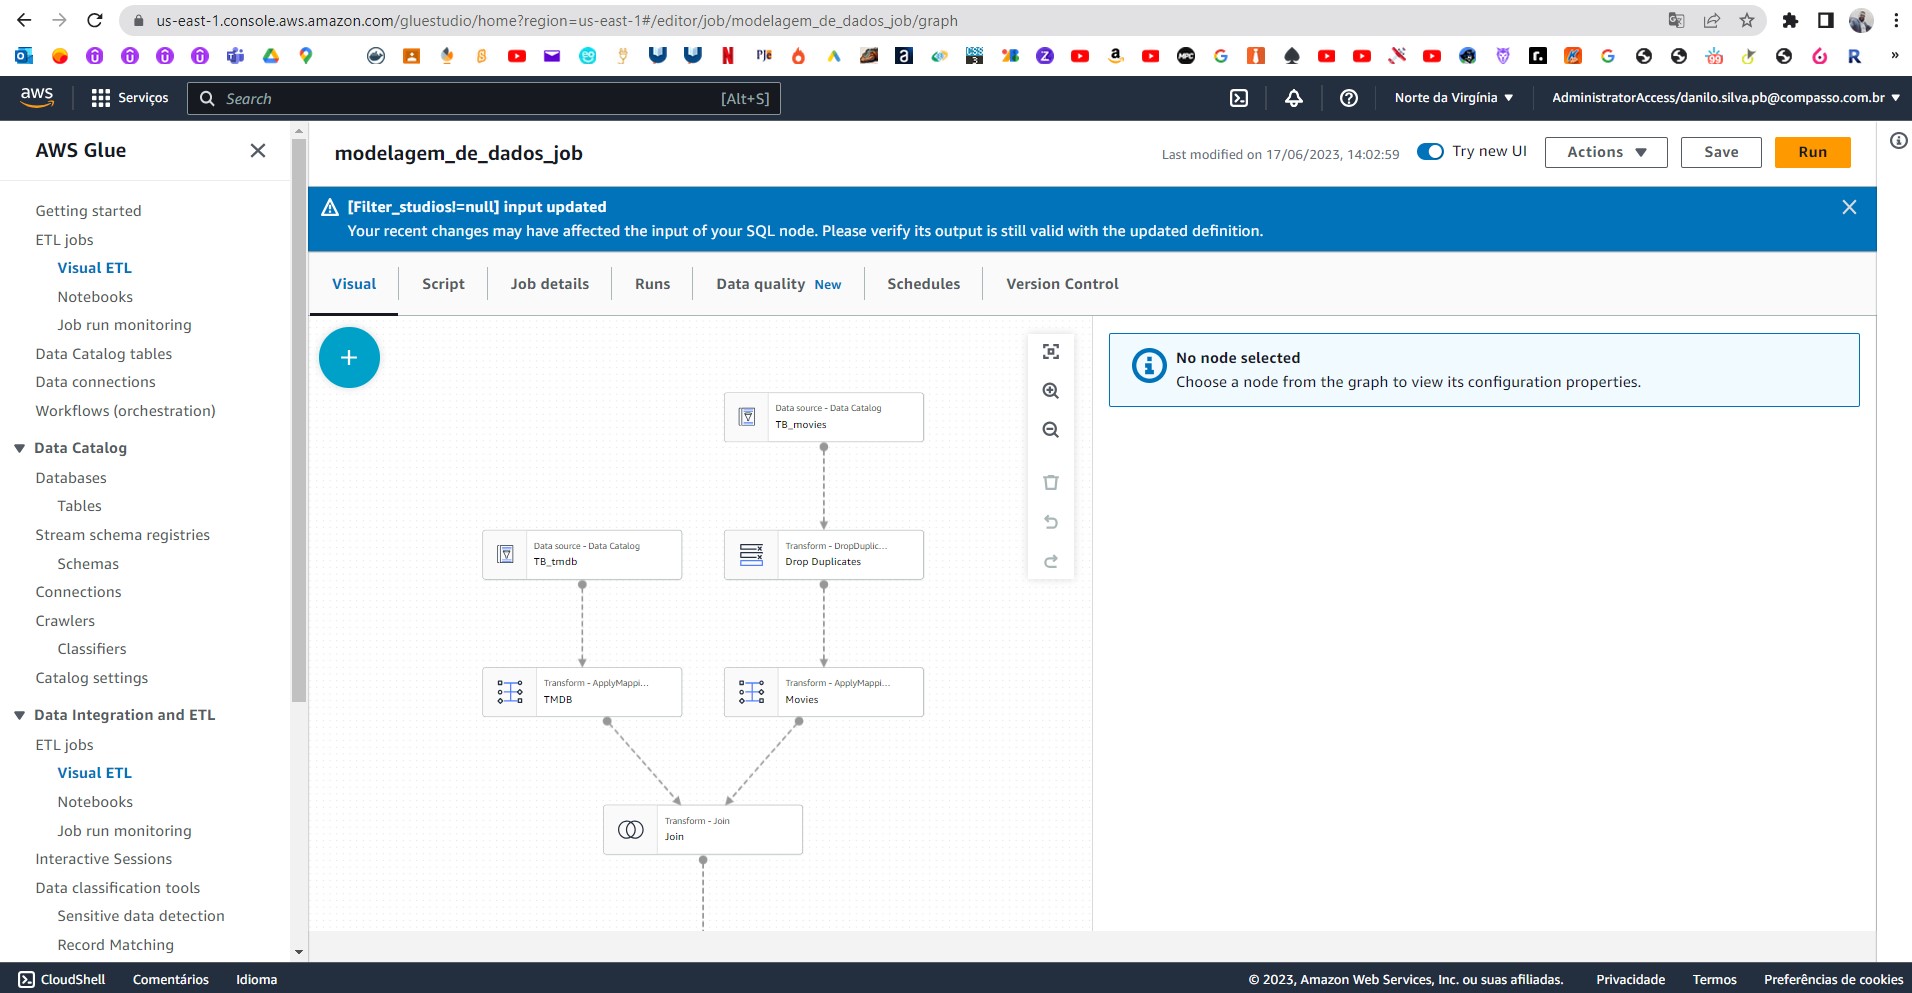 us-east-1.console.aws.amazon.com/gluestudio/home?region=us-east-1#/editor/job/modelagem_de_dados_job/graph
aws
Serviços
Search
[Alt+S]
Norte da Virgínia
AdministratorAccess/danilo.silva.pb@compasso.com.br
AWS Glue
Getting started
ETL jobs
Visual ETL
Notebooks
Job run monitoring
Data Catalog tables
Data connections
Workflows (orchestration)
Data Catalog
Databases
Tables
Stream schema registries
Schemas
Connections
Crawlers
Classifiers
Catalog settings
Data Integration and ETL
ETL jobs
Visual ETL
Notebooks
Job run monitoring
Interactive Sessions
Data classification tools
Sensitive data detection
Record Matching
modelagem_de_dados_job
Last modified on 17/06/2023, 14:02:59
Try new UI
Actions
Save
Run
[Filter_studios!=null] input updated
Your recent changes may have affected the input of your SQL node. Please verify its output is still valid with the updated definition.
Visual
Script
Job details
Runs
Data quality New
Schedules
Version Control
Data source - Data Catalog
TB_movies
Data source - Data Catalog
TB_tmdb
Transform - DropDuplic...
Drop Duplicates
Transform - ApplyMappi...
TMDB
Transform - ApplyMappi...
Movies
Transform - Join
Join
No node selected
Choose a node from the graph to view its configuration properties.
CloudShell
Comentários
Idioma
© 2023, Amazon Web Services, Inc. ou suas afiliadas.
Privacidade
Termos
Preferências de cookies